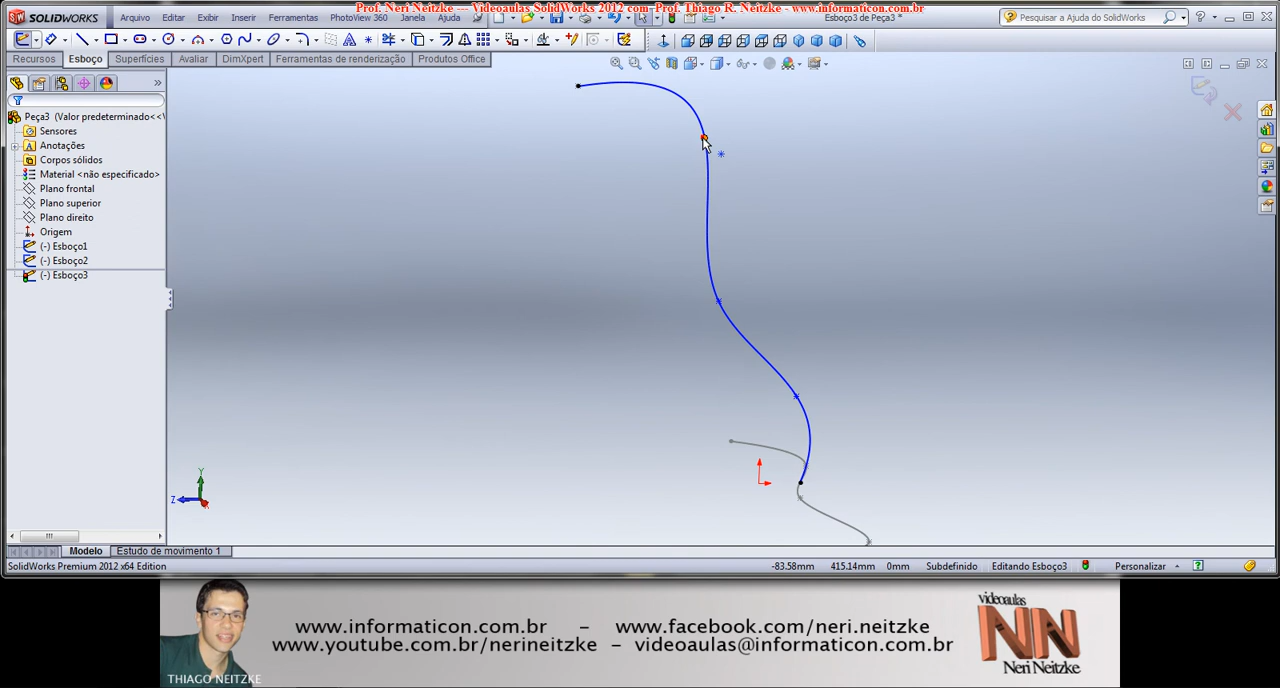 Prof. Neri Neitzke --- Videoaulas SolidWorks 2012 com Prof. Thiago R. Neitzke - www.informaticon.com.br
SOLIDWORKS Arquivo Editar Exibir Inserir Ferramentas PhotoView 360 Janela Ajuda Esboço3 de Peça3 * Pesquisar a Ajuda do SolidWorks
Recursos Esboço Superfícies Avaliar DimXpert Ferramentas de renderização Produtos Office
Peça3 (Valor predeterminado<<\
Sensores
Anotações
Corpos sólidos
Material <não especificado>
Plano frontal
Plano superior
Plano direito
Origem
(-) Esboço1
(-) Esboço2
(-) Esboço3
Y
Z
Modelo Estudo de movimento 1
SolidWorks Premium 2012 x64 Edition -83.58mm 415.14mm 0mm Subdefinido Editando Esboço3 Personalizar
www.informaticon.com.br - www.facebook.com/neri.neitzke
www.youtube.com.br/nerineitzke - videoaulas@informaticon.com.br
THIAGO NEITZKE
videoaulas
NN
Neri Neitzke